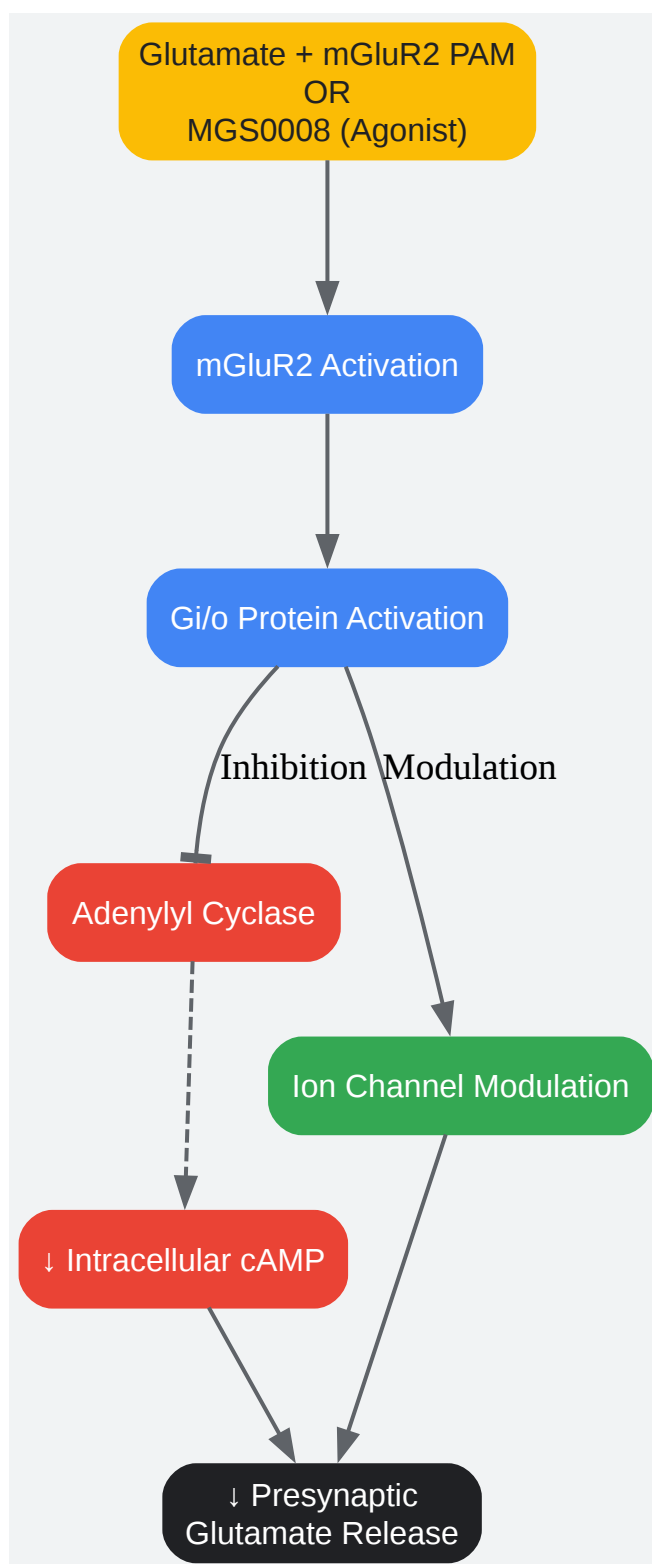 Glutamate + mGluR2 PAM
OR
MGS0008 (Agonist)
mGluR2 Activation
Gi/o Protein Activation
Inhibition
Modulation
Adenylyl Cyclase
Ion Channel Modulation
↓ Intracellular cAMP
↓ Presynaptic
Glutamate Release